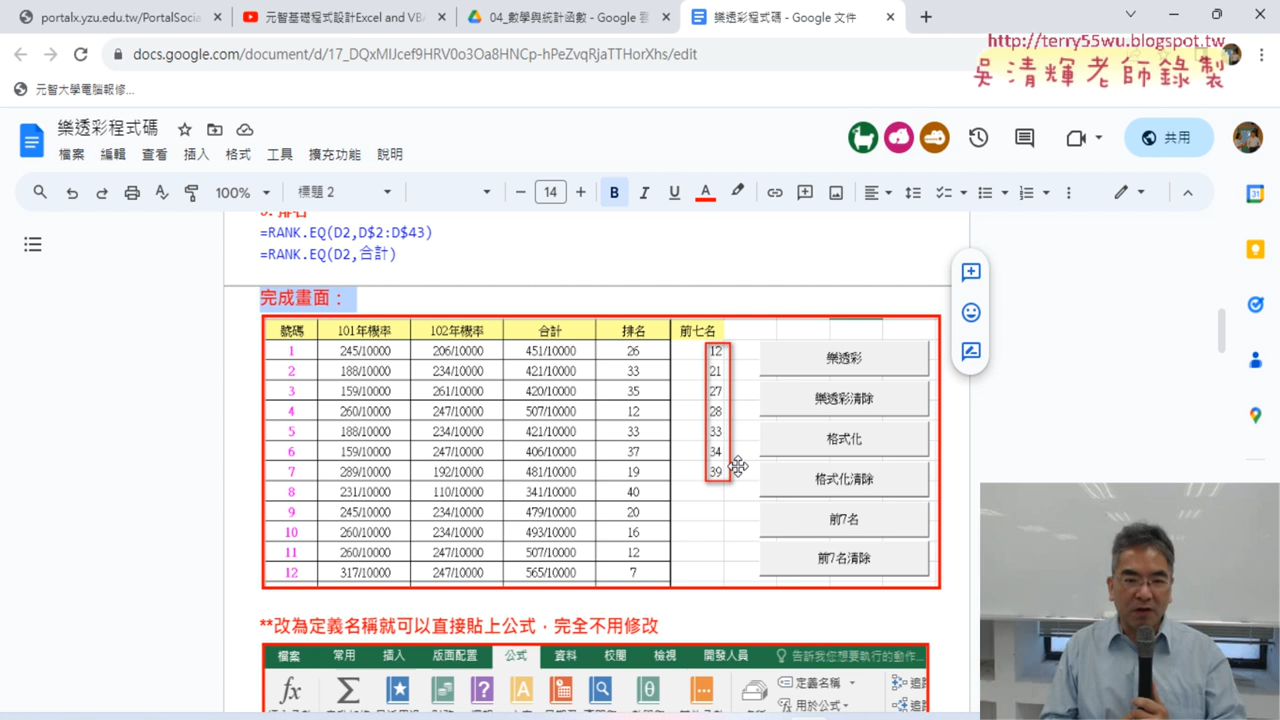 portalx.yzu.edu.tw/PortalSocia
元智基礎程式設計Excel and VB
04_數學與統計函數 - Google 雲
樂透彩程式碼 - Google 文件
docs.google.com/document/d/17_DQxMIJcef9HRV0o3Oa8HNCp-hPeZvqRjaTTHorXhs/edit
http://terry55wu.blogspot.tw
吳清輝老師錄製
元智大學電腦報修...
樂透彩程式碼
檔案 編輯 查看 插入 格式 工具 擴充功能 說明
共用
100% 標題 2 14 B I U A
=RANK.EQ(D2,D$2:D$43)
=RANK.EQ(D2,合計)
完成畫面：
號碼 101年機率 102年機率 合計 排名 前七名
1 245/10000 206/10000 451/10000 26 12
2 188/10000 234/10000 421/10000 33 21
3 159/10000 261/10000 420/10000 35 27
4 260/10000 247/10000 507/10000 12 28
5 188/10000 234/10000 421/10000 33 33
6 159/10000 247/10000 406/10000 37 34
7 289/10000 192/10000 481/10000 19 39
8 231/10000 110/10000 341/10000 40
9 245/10000 234/10000 479/10000 20
10 260/10000 234/10000 493/10000 16
11 260/10000 247/10000 507/10000 12
12 317/10000 247/10000 565/10000 7
樂透彩
樂透彩清除
格式化
格式化清除
前7名
前7名清除
**改為定義名稱就可以直接貼上公式，完全不用修改
檔案 常用 插入 版面配置 公式 資料 校閱 檢視 開發人員 告訴我您想要執行的動作...
定義名稱
用於公式